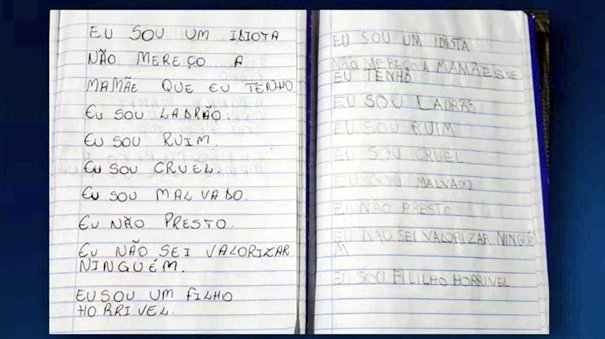 EU SOU UM IDIOTA
NÃO MEREÇO A
MAMÃE QUE EU TENHO
EU SOU LADRÃO.
EU SOU RUIM.
EU SOU CRUEL.
EU SOU MALVADO.
EU NÃO PRESTO.
EU NÃO SEI VALORIZAR
NINGUÉM.
EU SOU UM FILHO
HORRIVEL.
EU SOU UM IDIOTA
NÃO MEREÇO A MAMÃE QUE
EU TENHO
EU SOU LADRÃO
EU SOU RUIM
EU SOU CRUEL
EU SOU MALVADO
EU NÃO PRESTO.
EU NÃO SEI VALORIZAR NINGUÉ
M
EU SOU FILILHO HORRIVEL